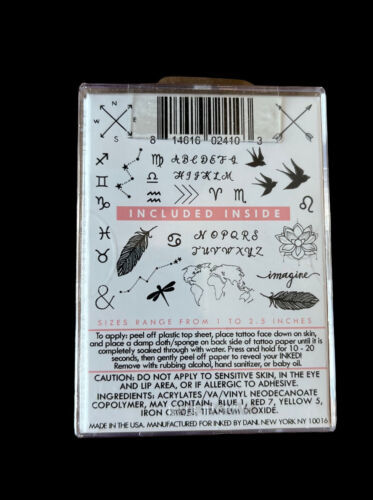 N
W E
S
8 14616 02410 3
A B C D E F G
H I J K L M
INCLUDED INSIDE
N O P Q R S
T U V W X Y Z
&
imagine
SIZES RANGE FROM 1 TO 2.5 INCHES
To apply: peel off plastic top sheet, place tattoo face down on skin,
and place a damp cloth/sponge on back side of tattoo paper until it is
completely soaked through with water. Press and hold for 10 - 20
seconds, then gently peel off paper to reveal your INKED!
Remove with rubbing alcohol, hand sanitizer, or baby oil.
CAUTION: DO NOT APPLY TO SENSITIVE SKIN, IN THE EYE
AND LIP AREA, OR IF ALLERGIC TO ADHESIVE.
INGREDIENTS: ACRYLATES/VA/VINYL NEODECANOATE
COPOLYMER, MAY CONTAIN: BLUE 1, RED 7, YELLOW 5,
IRON OXIDES, TITANIUM DIOXIDE.
MADE IN THE USA. MANUFACTURED FOR INKED BY DANI, NEW YORK NY 10016